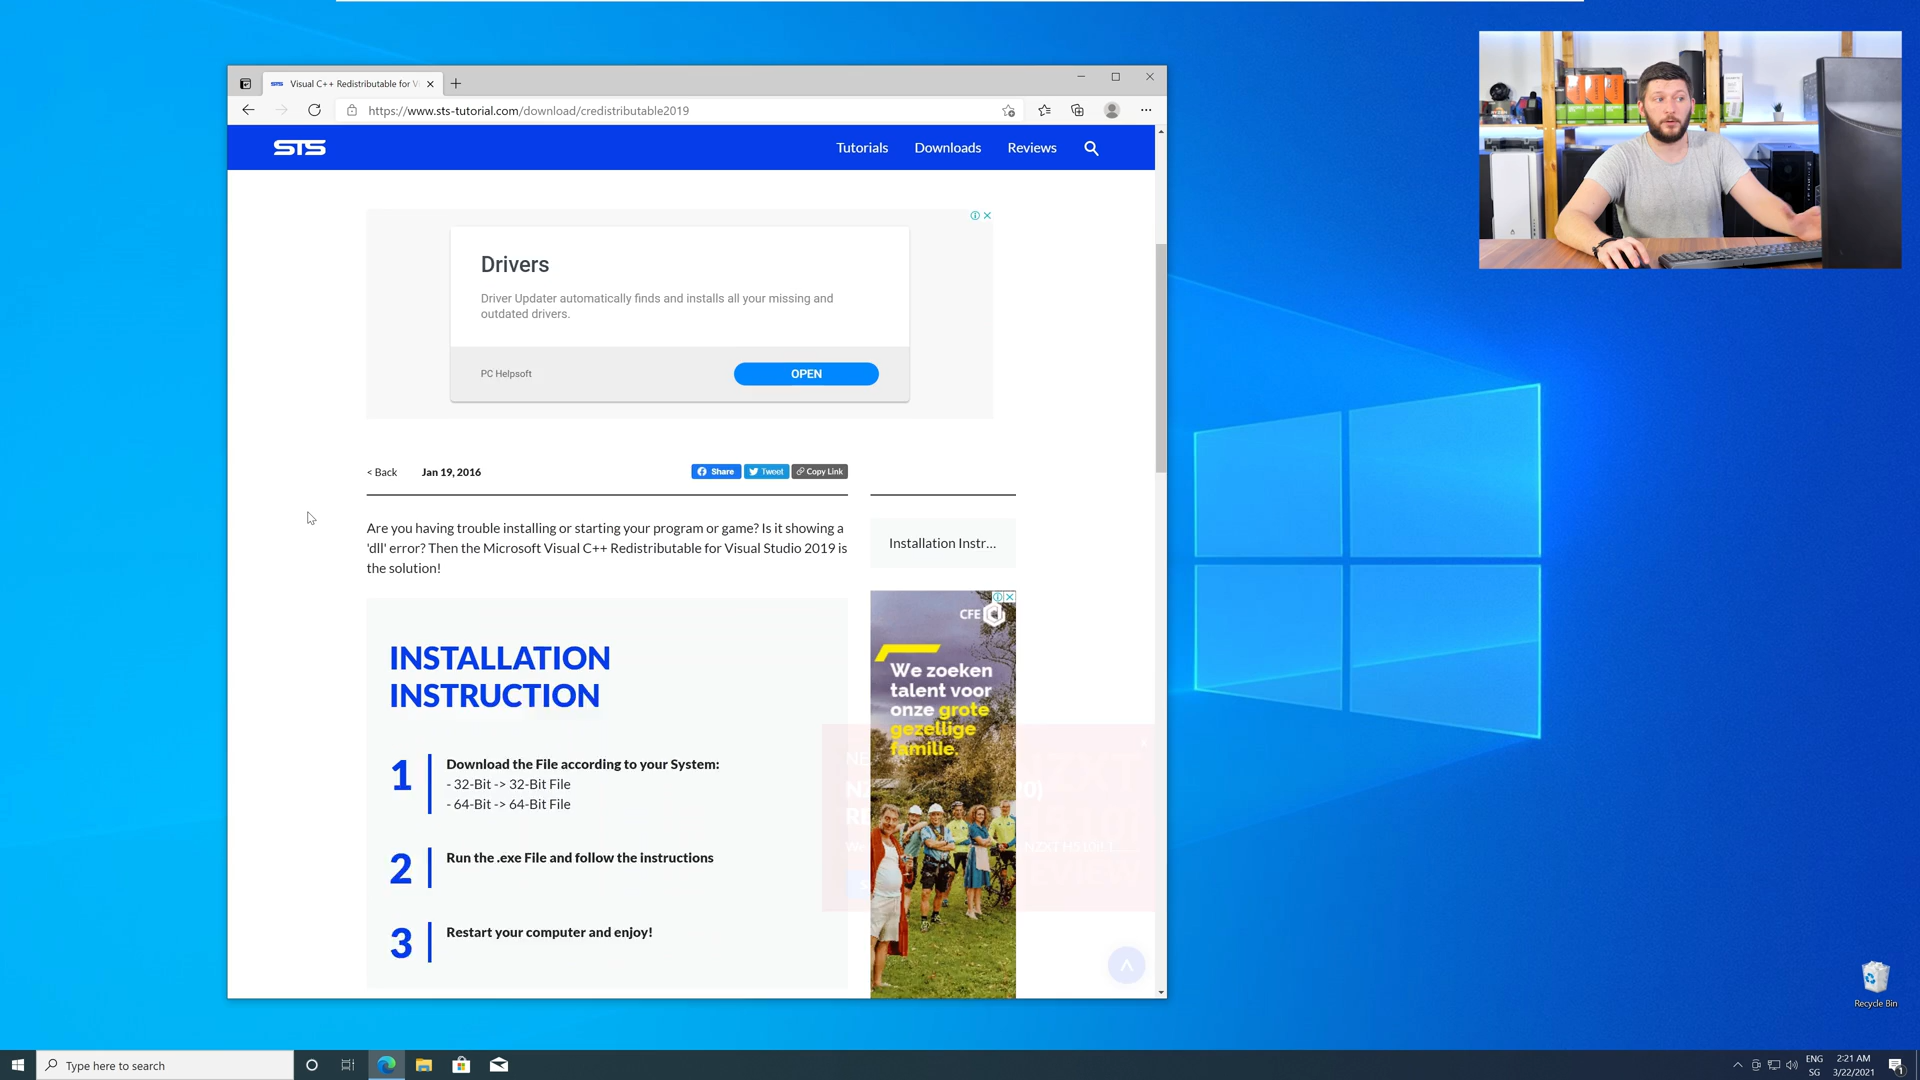 Visual C++ Redistributable for V
https://www.sts-tutorial.com/download/credistributable2019
STS
Tutorials
Downloads
Reviews
Drivers
Driver Updater automatically finds and installs all your missing and
outdated drivers.
PC Helpsoft
OPEN
< Back
Jan 19, 2016
Share
Tweet
Copy Link
Are you having trouble installing or starting your program or game? Is it showing a
'dll' error? Then the Microsoft Visual C++ Redistributable for Visual Studio 2019 is
the solution!
Installation Instr...
INSTALLATION
INSTRUCTION
1
Download the File according to your System:
- 32-Bit -> 32-Bit File
- 64-Bit -> 64-Bit File
2
Run the .exe File and follow the instructions
3
Restart your computer and enjoy!
CFE
We zoeken
talent voor
onze grote
gezellige
familie.
Recycle Bin
Type here to search
ENG
SG
2:21 AM
3/22/2021
1